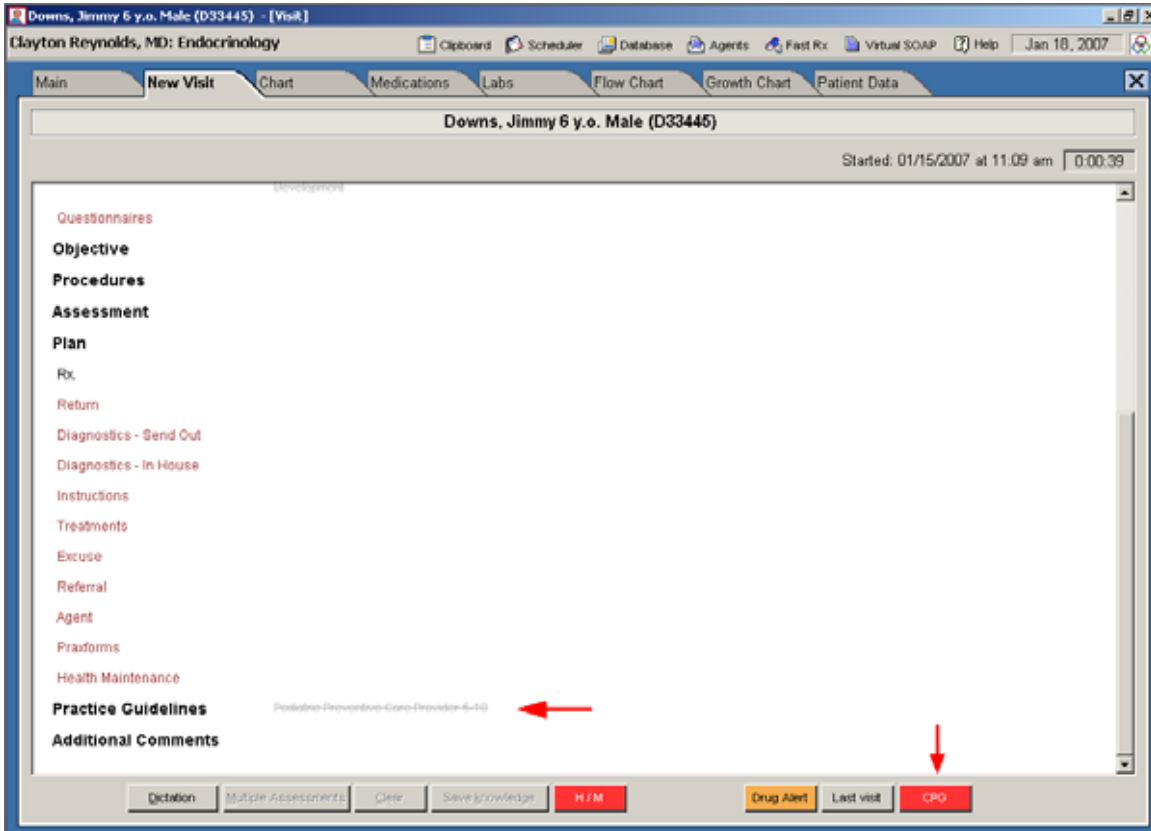 Downs, Jimmy 6 y.o. Male (D33445) - [Visit]
Clayton Reynolds, MD: Endocrinology Clipboard Scheduler Database Agents Fast Rx Virtual SOAP Help Jan 18, 2007
Main New Visit Chart Medications Labs Flow Chart Growth Chart Patient Data
Downs, Jimmy 6 y.o. Male (D33445)
Started: 01/15/2007 at 11:09 am 0:00:39
Development
Questionnaires
Objective
Procedures
Assessment
Plan
Rx.
Return
Diagnostics - Send Out
Diagnostics - In House
Instructions
Treatments
Excuse
Referral
Agent
Praxforms
Health Maintenance
Practice Guidelines Pediatric Preventive Care Provider 6-10
Additional Comments
Dictation Multiple Assessments Clear Save knowledge H / M Drug Alert Last visit CPG